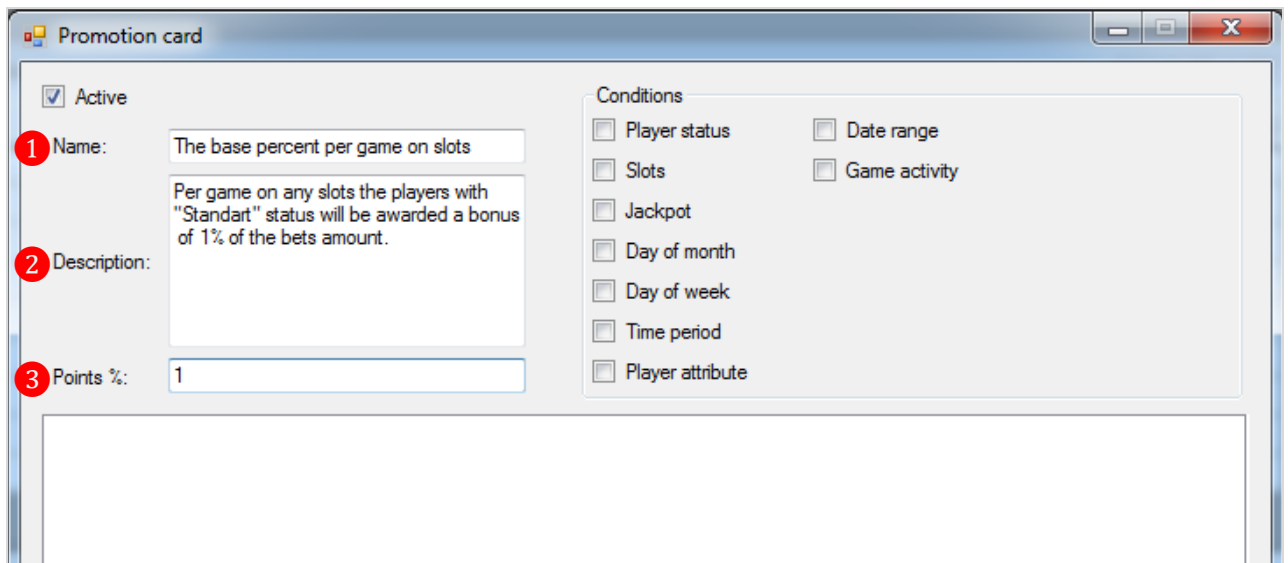 Promotion card
Active
1 Name: The base percent per game on slots
2 Description:
Per game on any slots the players with
"Standart" status will be awarded a bonus
of 1% of the bets amount.
3 Points %: 1
Conditions
Player status Date range
Slots Game activity
Jackpot
Day of month
Day of week
Time period
Player attribute